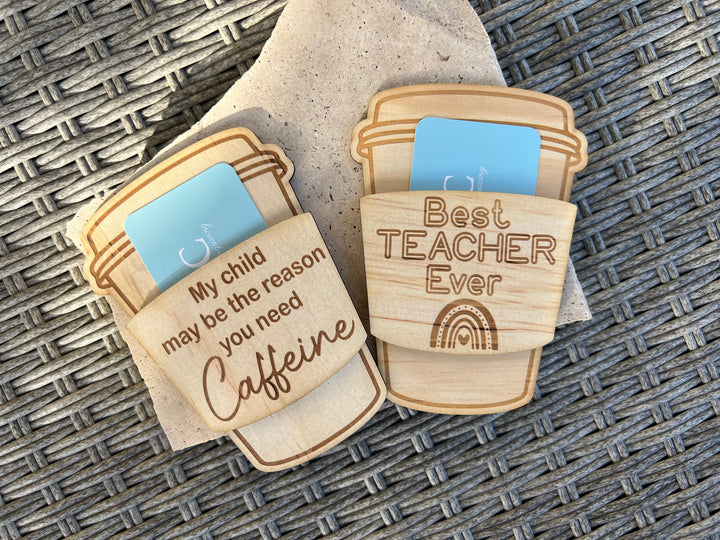 My child
may be the reason
you need
Caffeine
Best
TEACHER
Ever